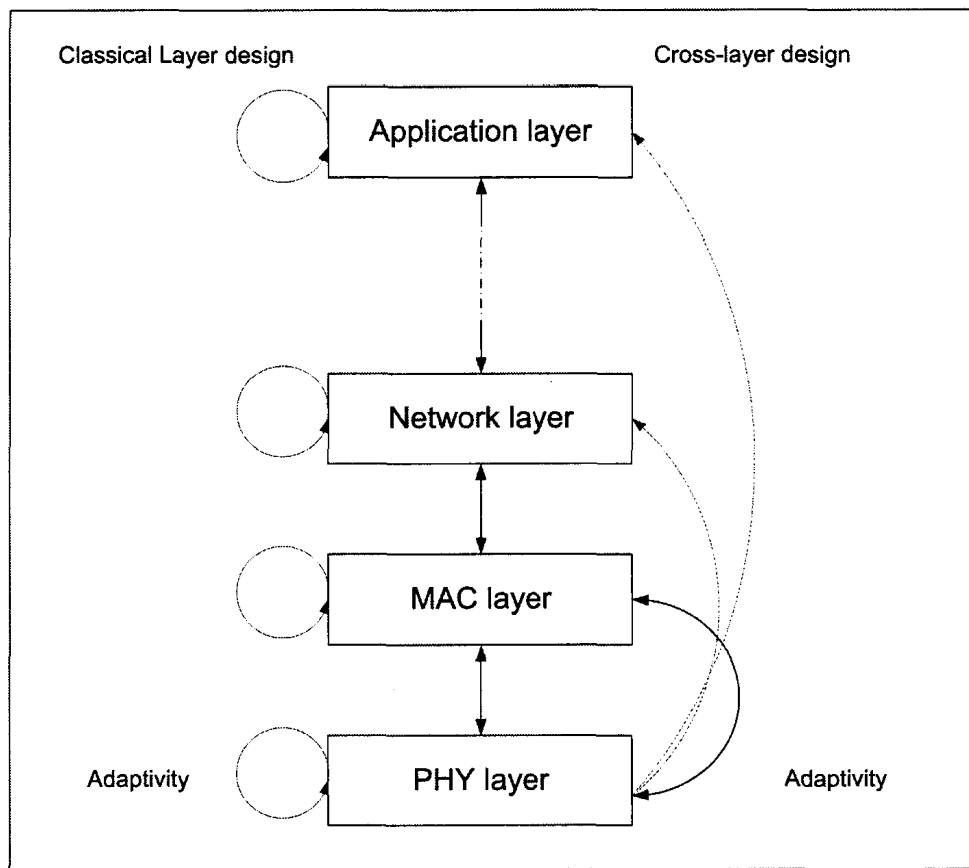 Classical Layer design
Cross-layer design
Application layer
Network layer
MAC layer
PHY layer
Adaptivity
Adaptivity